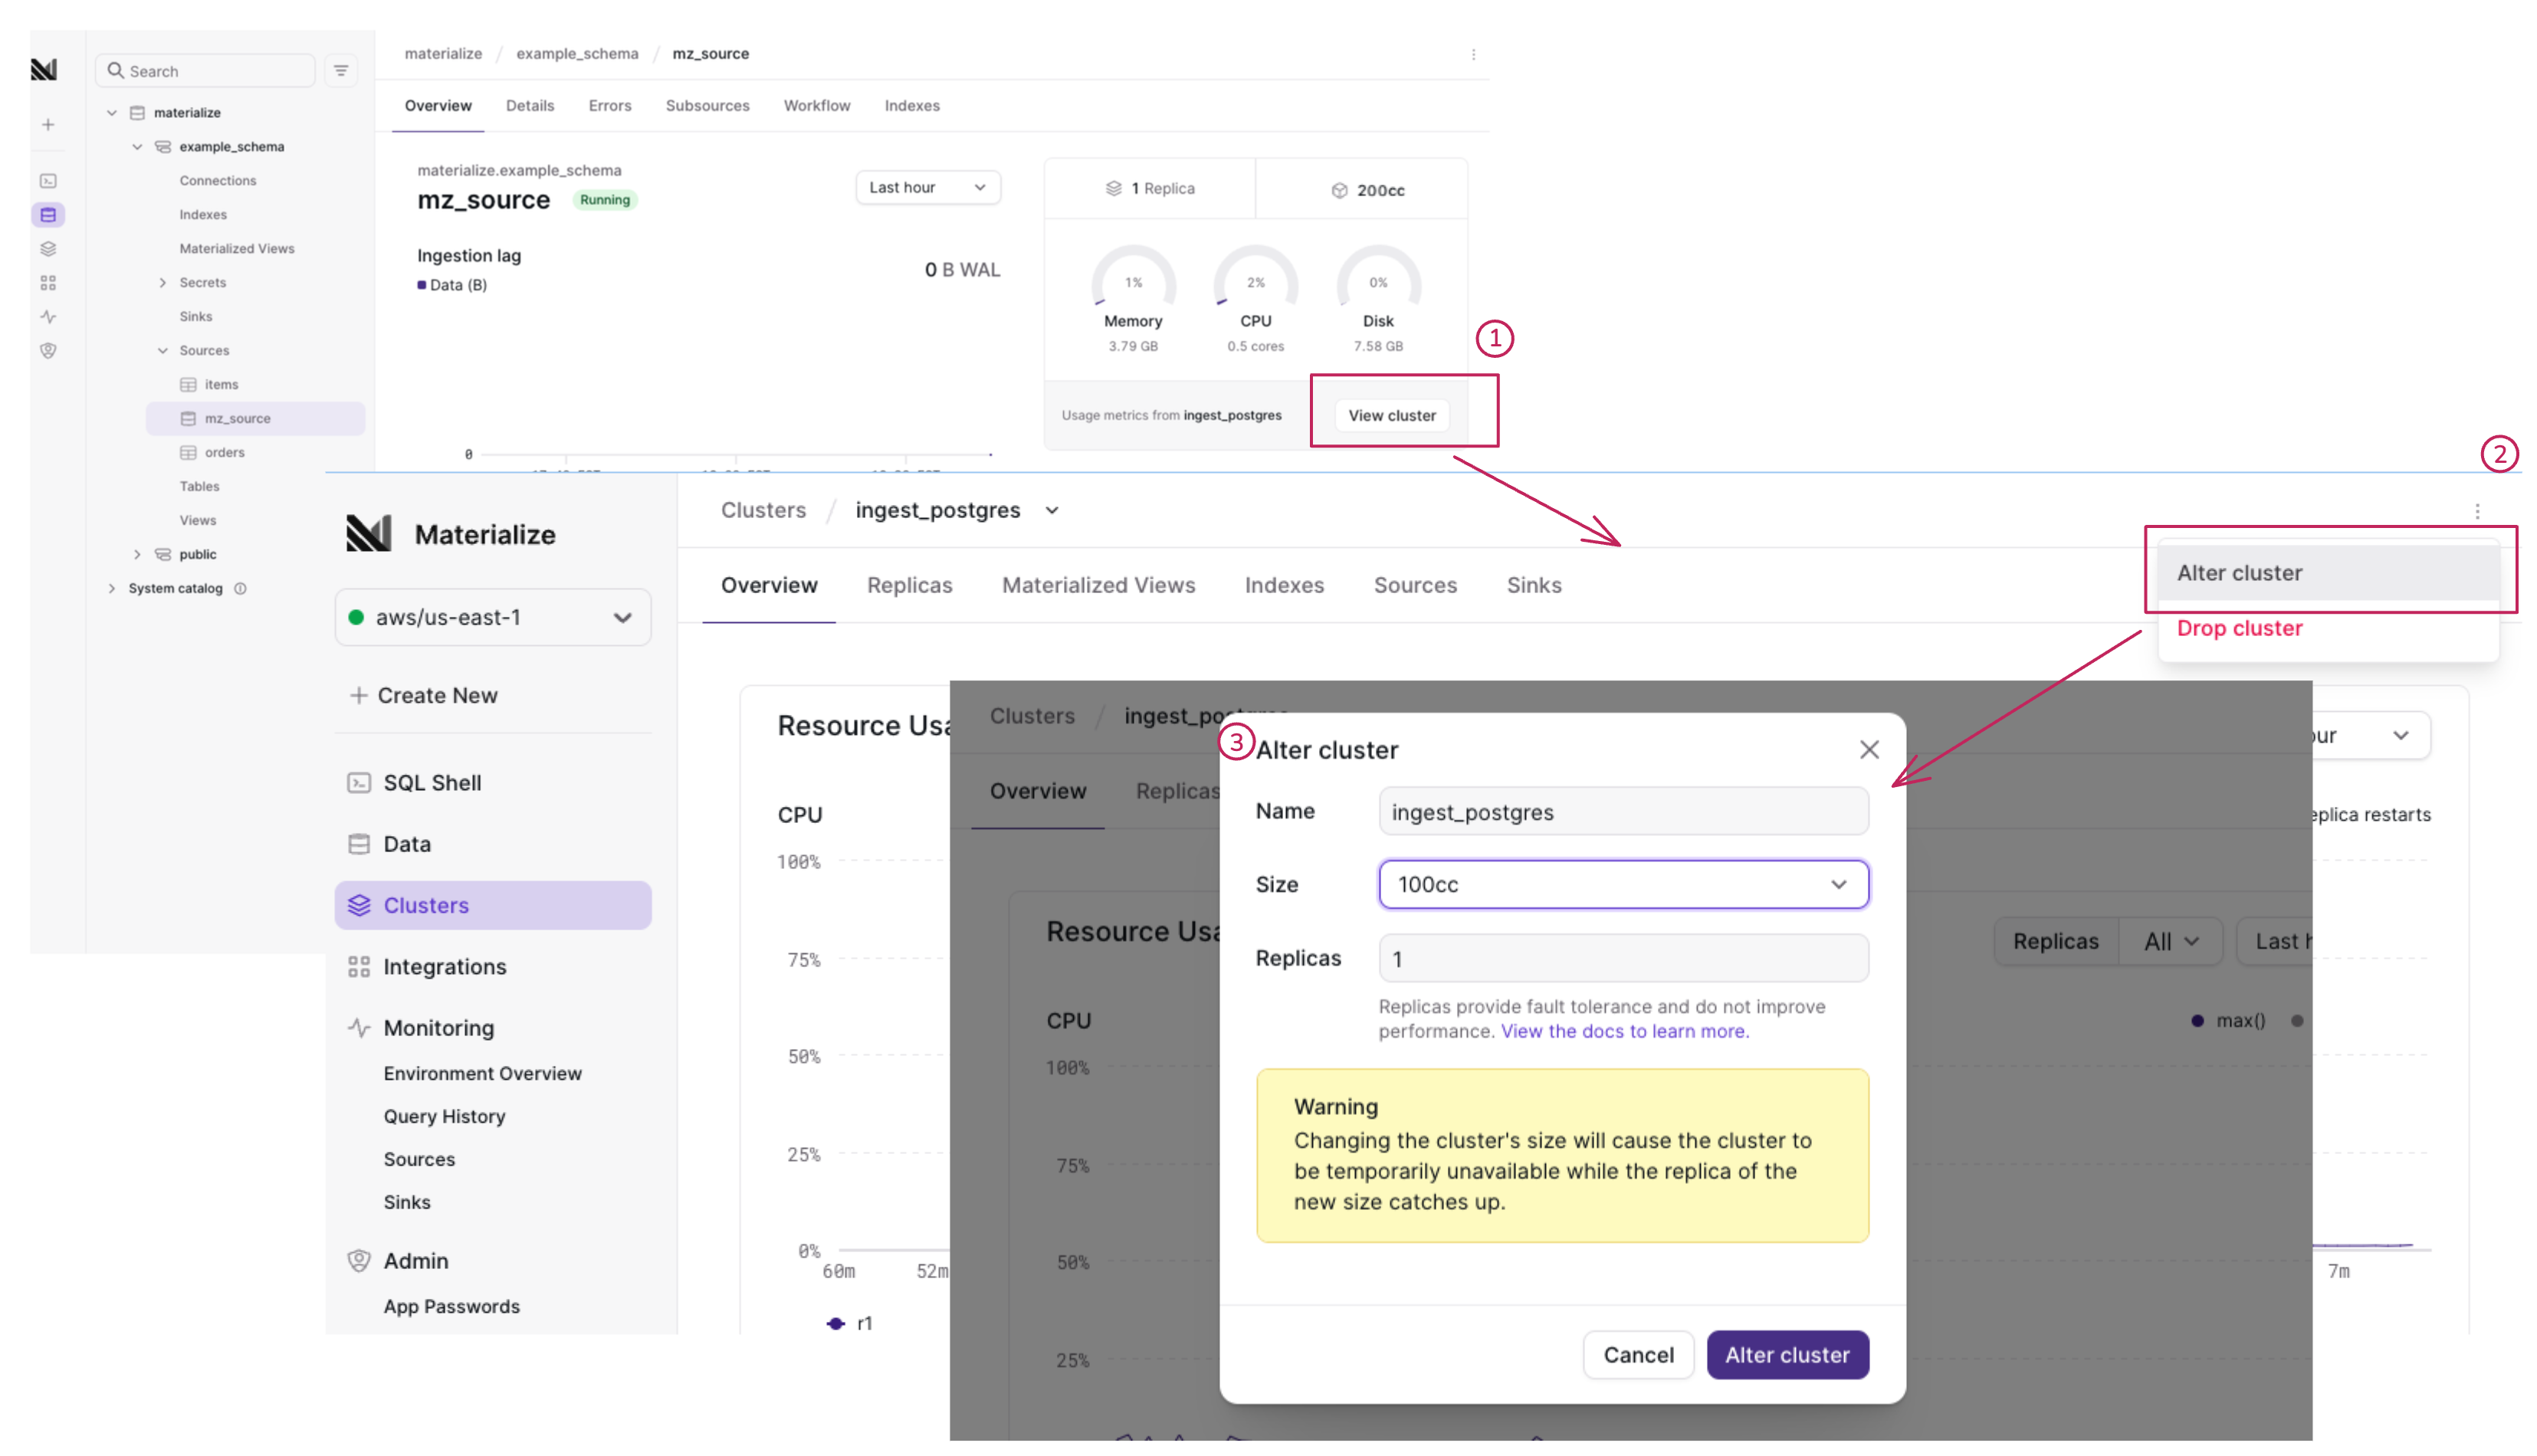 Search
materialize
example_schema
Connections
Indexes
Materialized Views
Secrets
Sinks
Sources
items
mz_source
orders
Tables
Views
public
System catalog
materialize / example_schema / mz_source
Overview Details Errors Subsources Workflow Indexes
materialize.example_schema
mz_source Running
Last hour
Ingestion lag
Data (B)
0 B WAL
0
1 Replica
200cc
1% 2% 0%
Memory CPU Disk
3.79 GB 0.5 cores 7.58 GB
Usage metrics from ingest_postgres
View cluster
1
2
Materialize
aws/us-east-1
+ Create New
SQL Shell
Data
Clusters
Integrations
Monitoring
Environment Overview
Query History
Sources
Sinks
Admin
App Passwords
Clusters / ingest_postgres
Overview Replicas Materialized Views Indexes Sources Sinks
Alter cluster
Drop cluster
Resource
CPU
100%
75%
50%
25%
0%
60m 52m
r1
restarts
7m
Clusters /
Overview Replicas
Resource
CPU
100%
75%
50%
25%
Replicas All
Last
max()
3
Alter cluster
Name
ingest_postgres
Size
100cc
Replicas
1
Replicas provide fault tolerance and do not improve
performance. View the docs to learn more.
Warning
Changing the cluster's size will cause the cluster to
be temporarily unavailable while the replica of the
new size catches up.
Cancel
Alter cluster